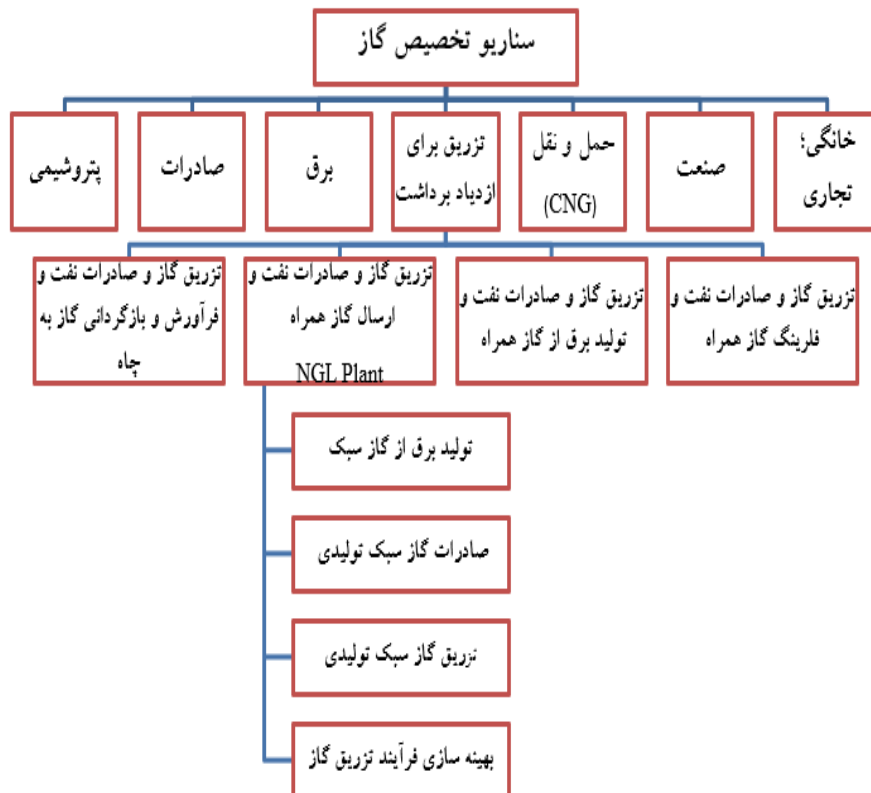 سناریو تخصیص گاز
خانگی؛
تجاری
صنعت
حمل و نقل
(CNG)
تزریق برای
ازدیاد برداشت
برق
صادرات
پتروشیمی
تزریق گاز و صادرات نفت و
فلرینگ گاز همراه
تزریق گاز و صادرات نفت و
تولید برق از گاز همراه
تزریق گاز و صادرات نفت و
ارسال گاز همراه
NGL Plant
تزریق گاز و صادرات نفت و
فرآورش و بازگردانی گاز به
چاه
تولید برق از گاز سبک
صادرات گاز سبک تولیدی
تزریق گاز سبک تولیدی
بهینه سازی فرآیند تزریق گاز